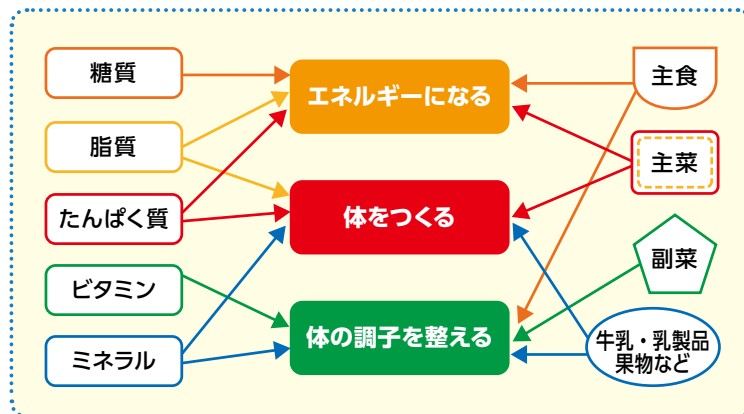 糖質
脂質
たんぱく質
ビタミン
ミネラル
エネルギーになる
体をつくる
体の調子を整える
主食
主菜
副菜
牛乳・乳製品
果物など